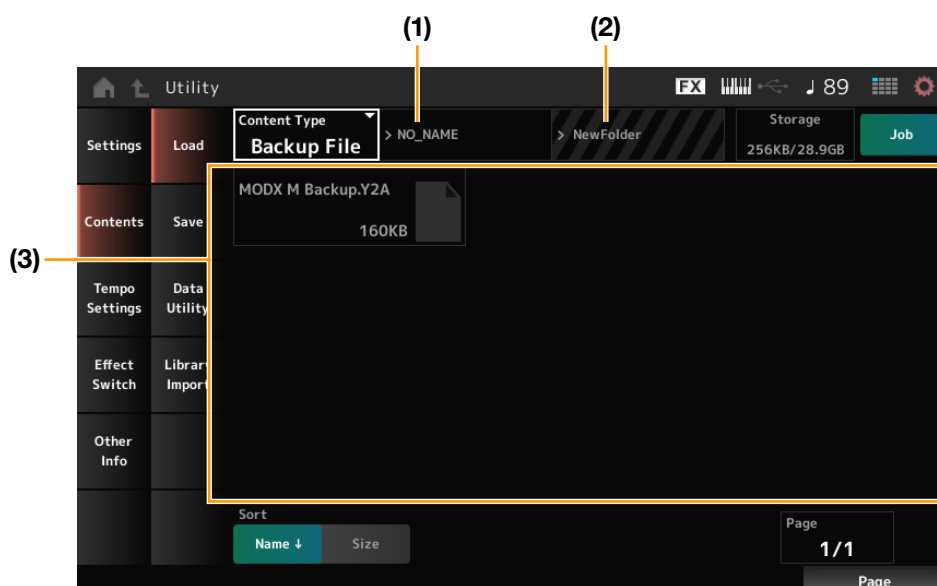 (1)
(2)
Utility
FX
89
Settings
Load
Content Type
Backup File
> NO_NAME
> NewFolder
Storage
256KB/28.9GB
Job
Contents
Save
MODX M Backup.Y2A
160KB
(3)
Tempo
Settings
Data
Utility
Effect
Switch
Library
Import
Other
Info
Sort
Name ↓
Size
Page
1/1
Page